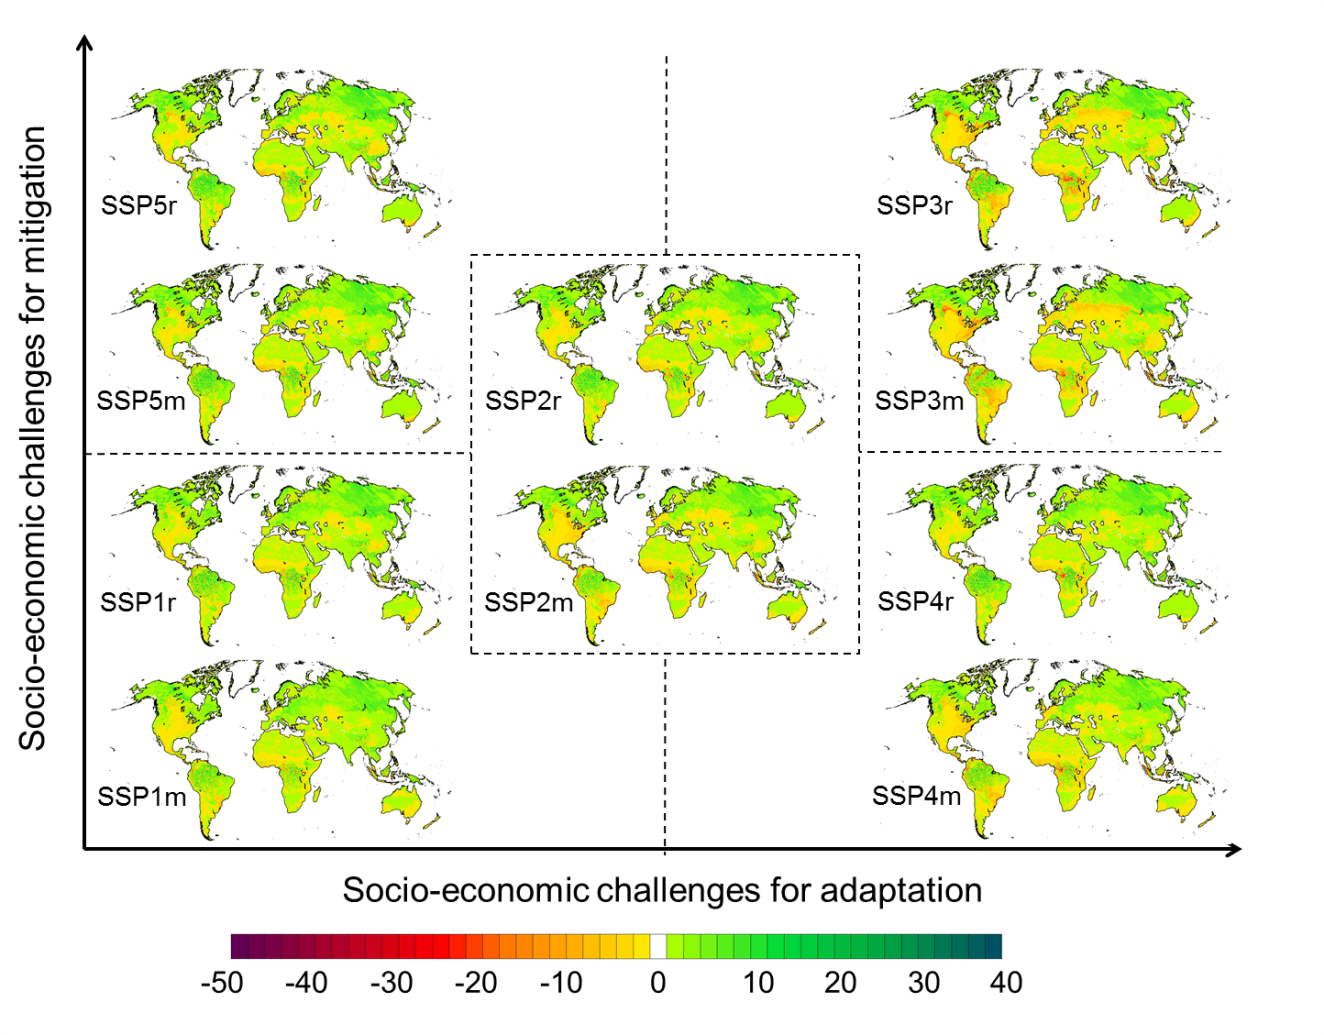 Socio-economic challenges for mitigation
SSP5r
SSP3r
SSP5m
SSP2r
SSP3m
SSP1r
SSP2m
SSP4r
SSP1m
SSP4m
Socio-economic challenges for adaptation
-50 -40 -30 -20 -10 0 10 20 30 40